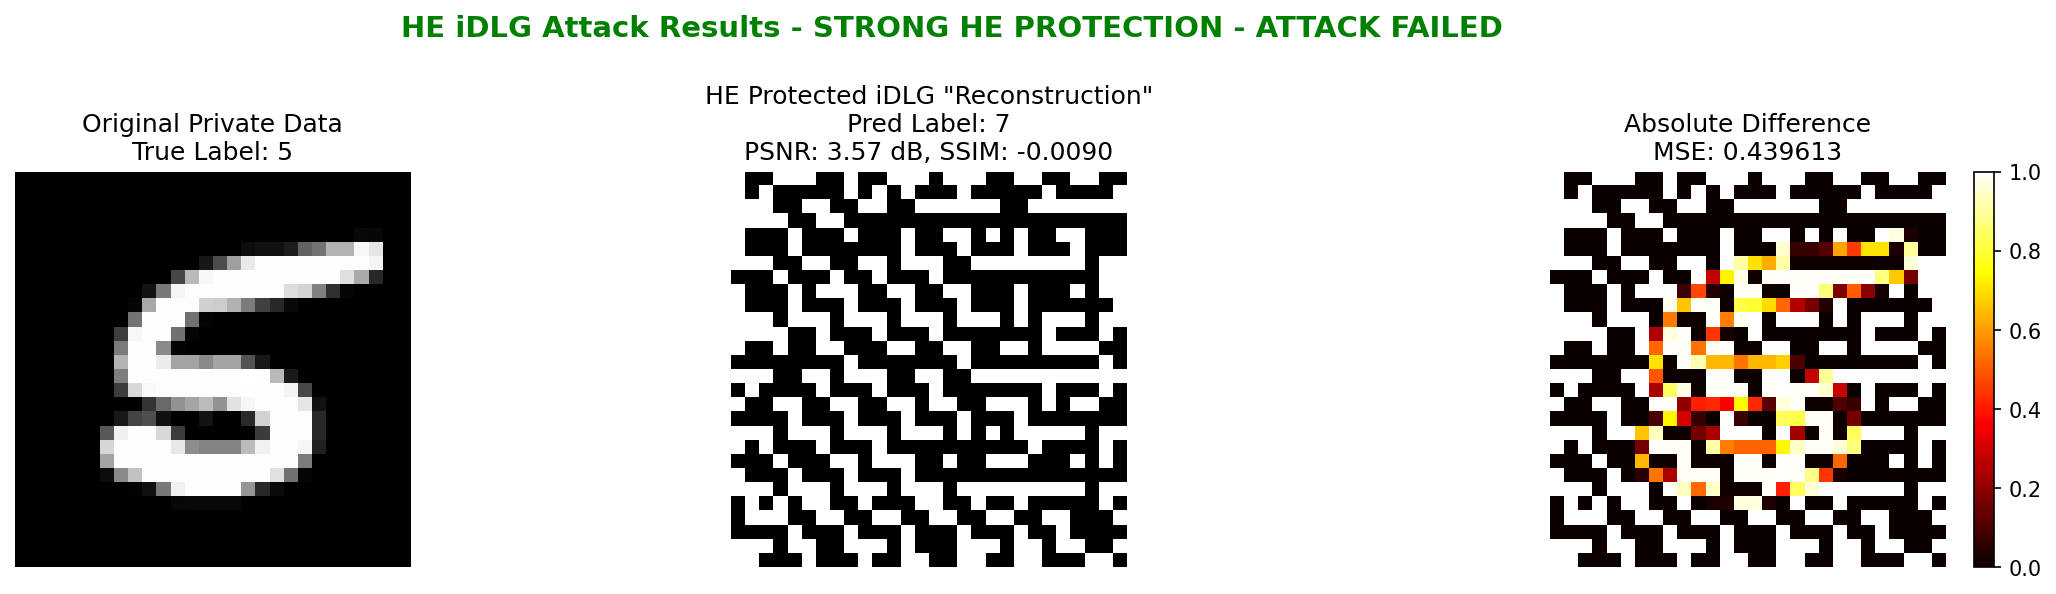 HE iDLG Attack Results - STRONG HE PROTECTION - ATTACK FAILED
Original Private Data
True Label: 5
HE Protected iDLG "Reconstruction"
Pred Label: 7
PSNR: 3.57 dB, SSIM: -0.0090
Absolute Difference
MSE: 0.439613
1.0
0.8
0.6
0.4
0.2
0.0
5